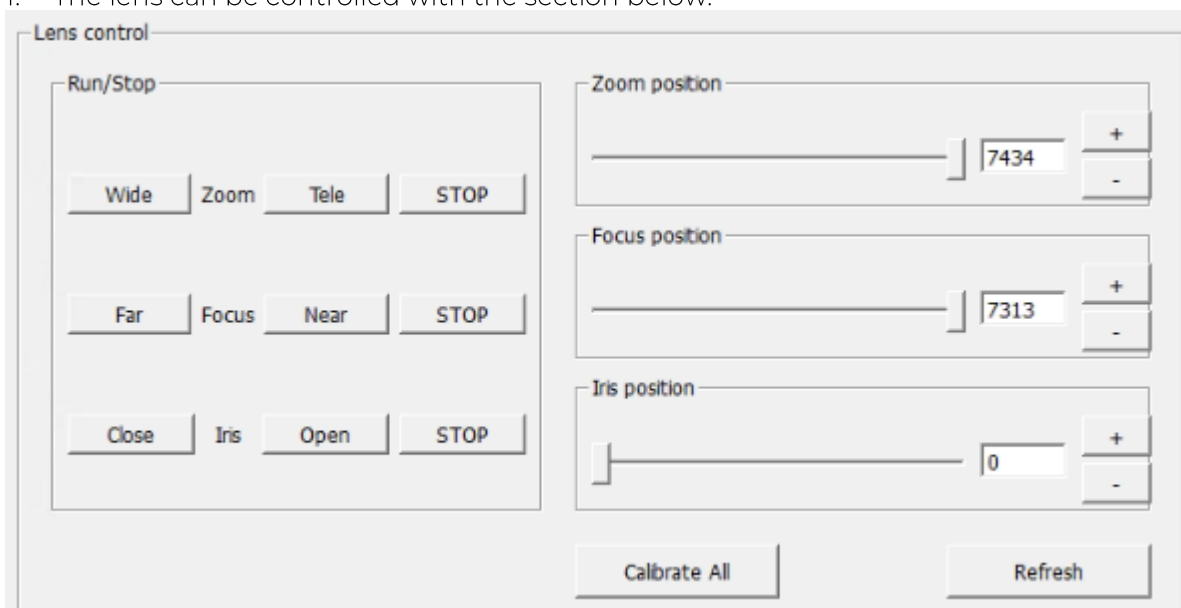 1. The lens can be controlled with the section below.
Lens control
Run/Stop
Wide Zoom Tele STOP
Far Focus Near STOP
Close Iris Open STOP
Zoom position
7434
+
-
Focus position
7313
+
-
Iris position
0
+
-
Calibrate All Refresh